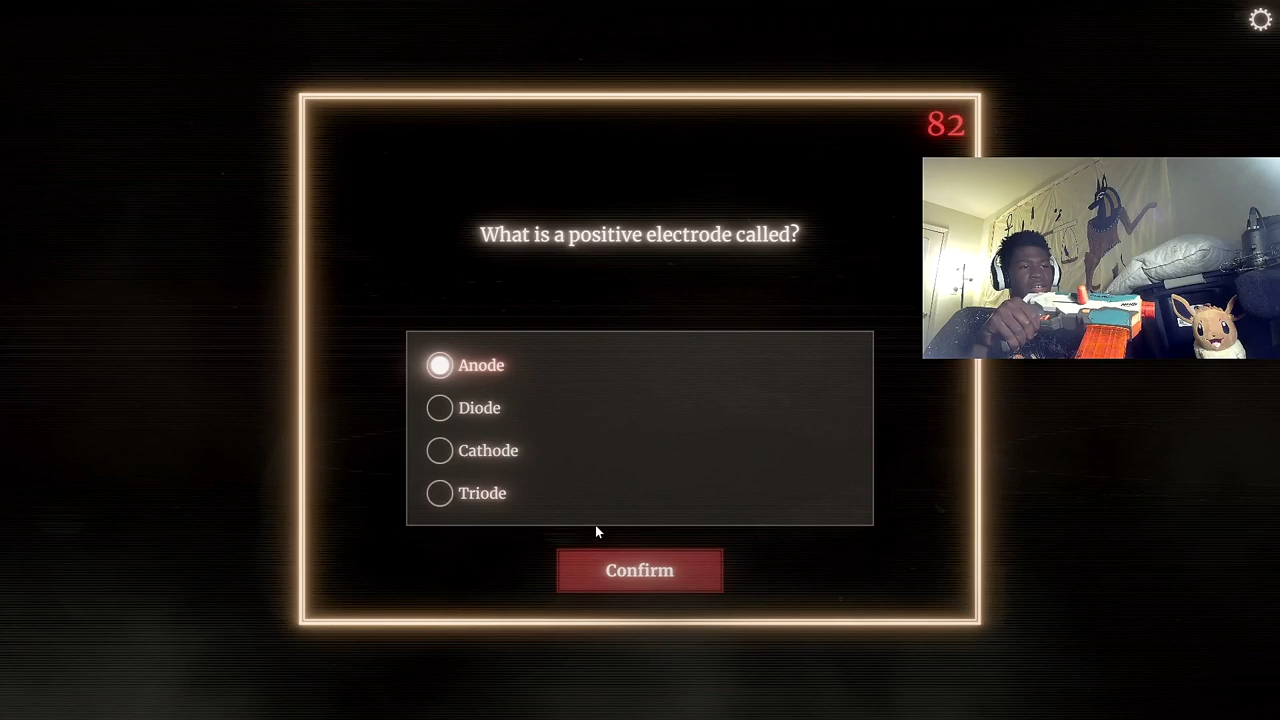 82
What is a positive electrode called?
Anode
Diode
Cathode
Triode
Confirm